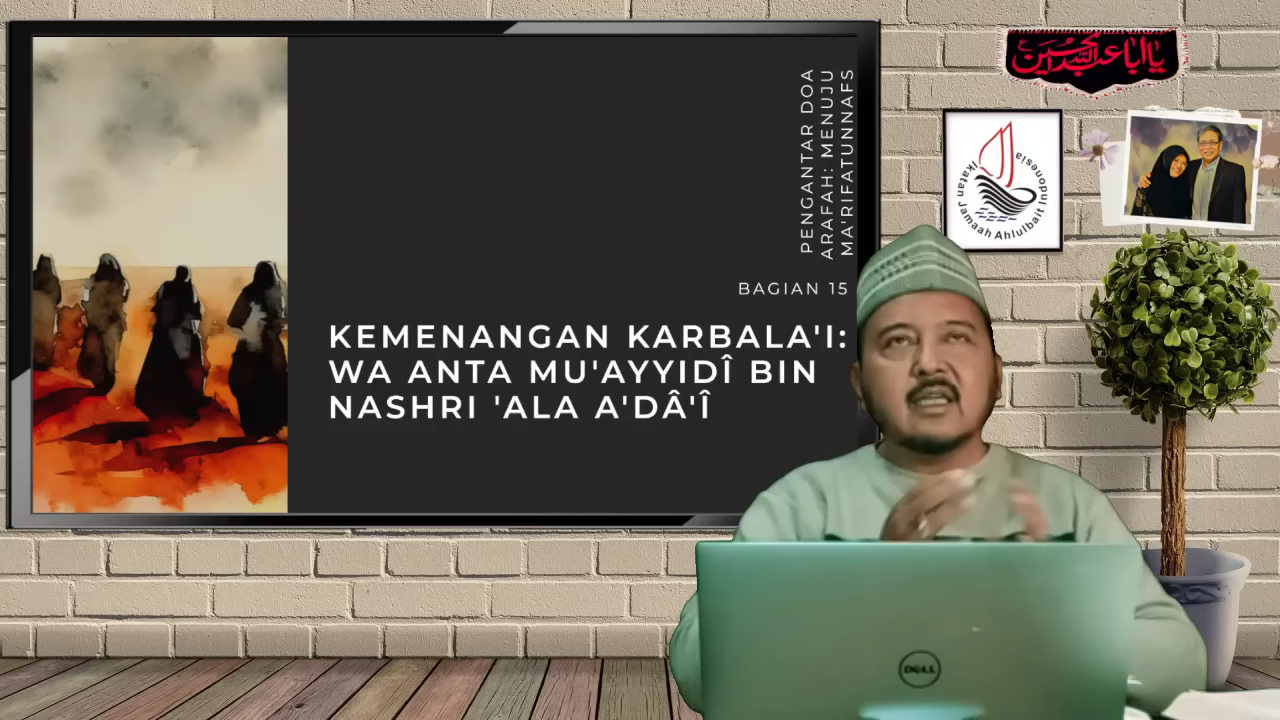 PENGANTAR DOA
ARAFAH: MENUJU
MA'RIFATUNNAFS
BAGIAN 15
KEMENANGAN KARBALA'I:
WA ANTA MU'AYYIDÎ BIN
NASHRI 'ALA A'DÂ'Î
يا أبا عبد الله الحسين
Ikatan Jamaah Ahlulbait Indonesia
DELL